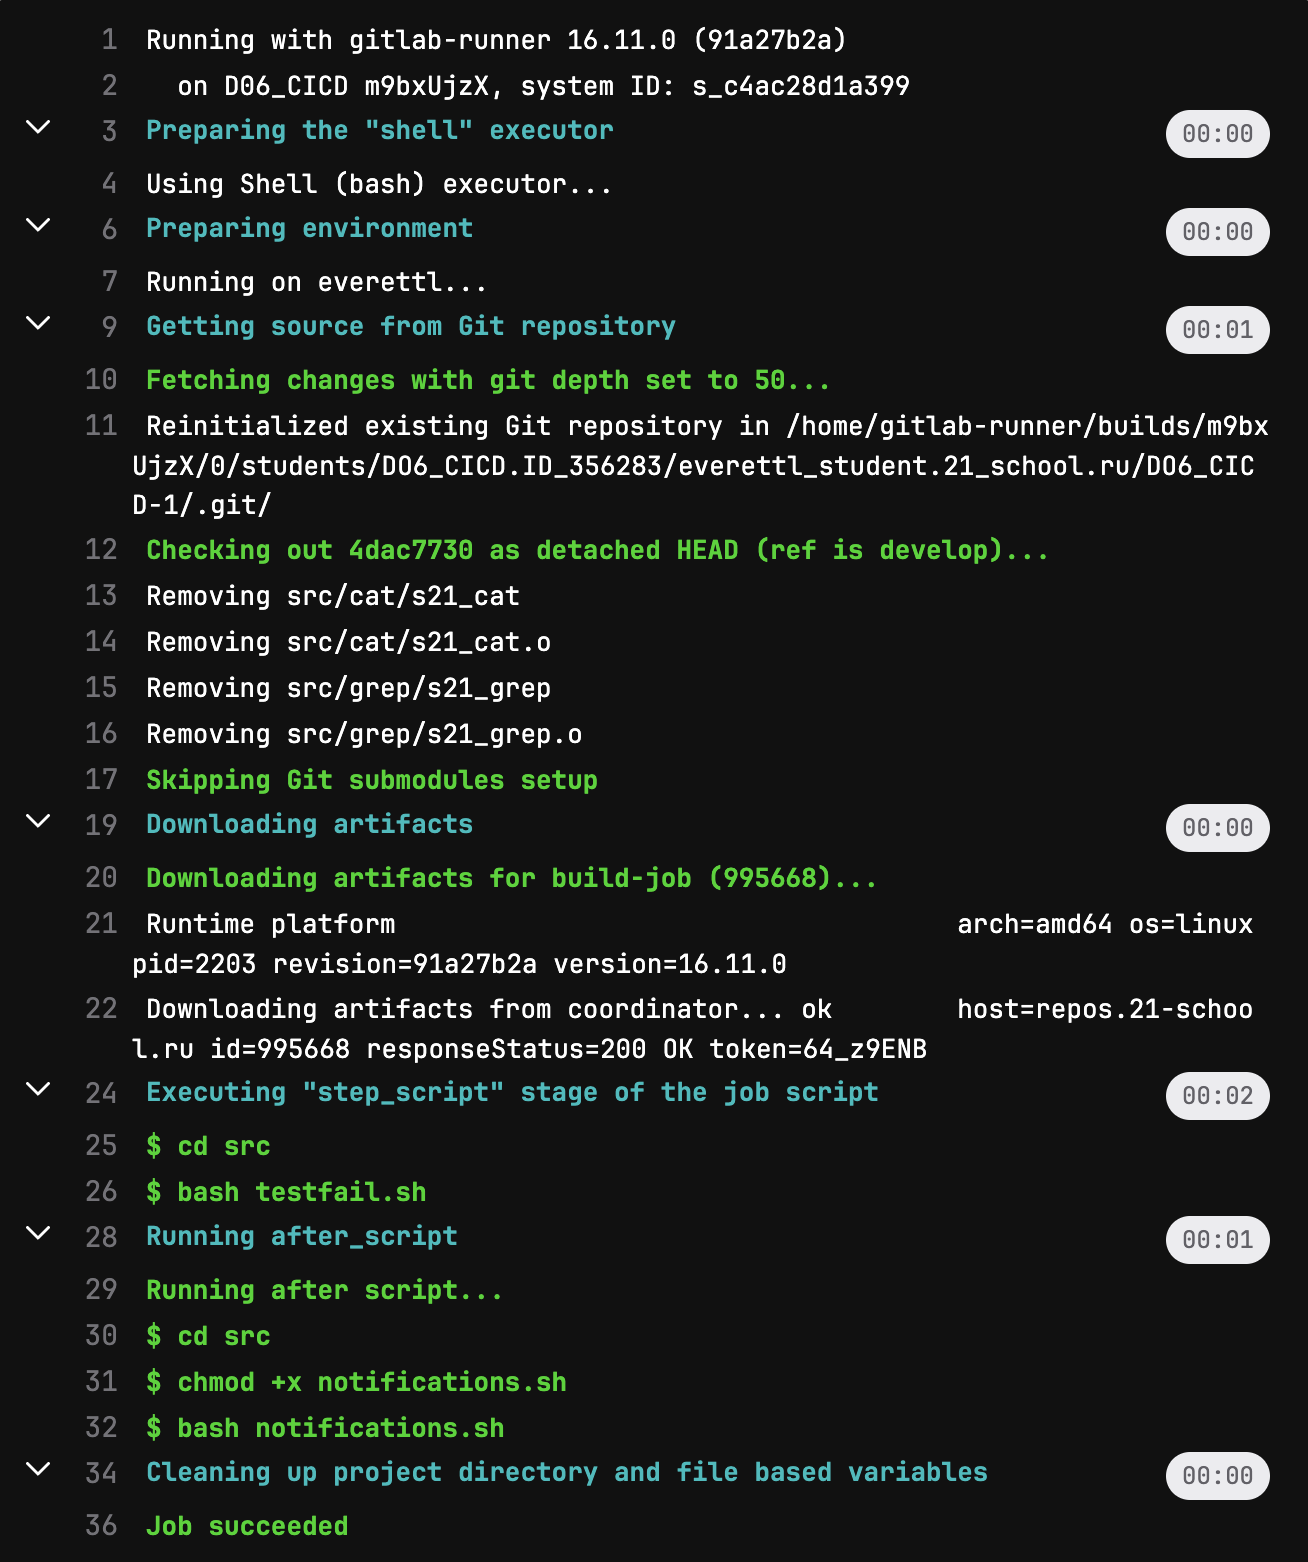 1 Running with gitlab-runner 16.11.0 (91a27b2a)
2 on D06_CICD m9bxUjzX, system ID: s_c4ac28d1a399
3 Preparing the "shell" executor 00:00
4 Using Shell (bash) executor...
6 Preparing environment 00:00
7 Running on everettl...
9 Getting source from Git repository 00:01
10 Fetching changes with git depth set to 50...
11 Reinitialized existing Git repository in /home/gitlab-runner/builds/m9bx
UjzX/0/students/DO6_CICD.ID_356283/everettl_student.21_school.ru/DO6_CIC
D-1/.git/
12 Checking out 4dac7730 as detached HEAD (ref is develop)...
13 Removing src/cat/s21_cat
14 Removing src/cat/s21_cat.o
15 Removing src/grep/s21_grep
16 Removing src/grep/s21_grep.o
17 Skipping Git submodules setup
19 Downloading artifacts 00:00
20 Downloading artifacts for build-job (995668)...
21 Runtime platform arch=amd64 os=linux
pid=2203 revision=91a27b2a version=16.11.0
22 Downloading artifacts from coordinator... ok host=repos.21-schoo
l.ru id=995668 responseStatus=200 OK token=64_z9ENB
24 Executing "step_script" stage of the job script 00:02
25 $ cd src
26 $ bash testfail.sh
28 Running after_script 00:01
29 Running after script...
30 $ cd src
31 $ chmod +x notifications.sh
32 $ bash notifications.sh
34 Cleaning up project directory and file based variables 00:00
36 Job succeeded